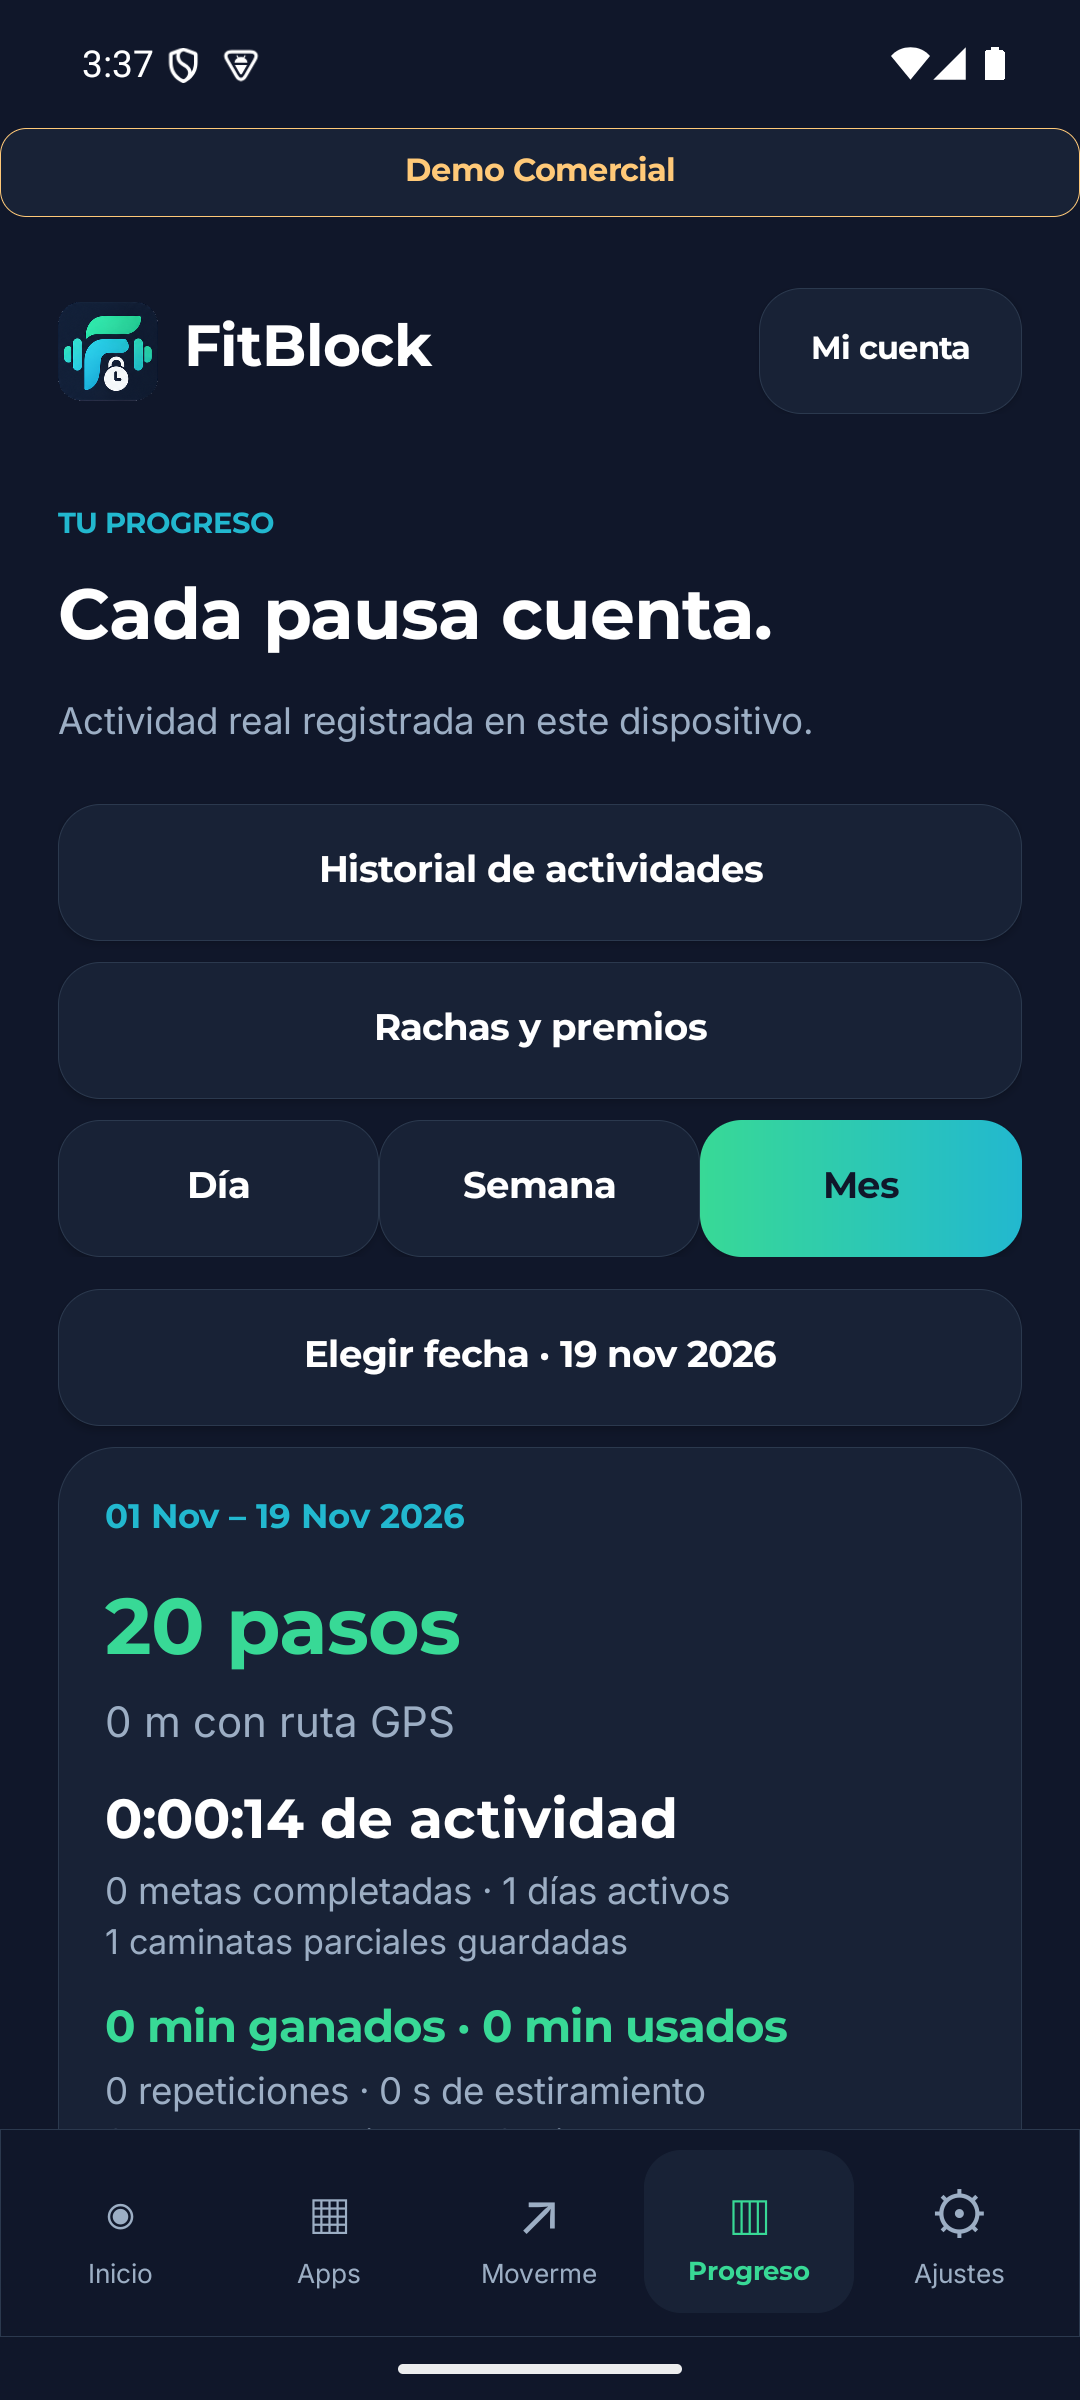 3:37
Demo Comercial
FitBlock
Mi cuenta
TU PROGRESO
Cada pausa cuenta.
Actividad real registrada en este dispositivo.
Historial de actividades
Rachas y premios
Día
Semana
Mes
Elegir fecha · 19 nov 2026
01 Nov – 19 Nov 2026
20 pasos
0 m con ruta GPS
0:00:14 de actividad
0 metas completadas · 1 días activos
1 caminatas parciales guardadas
0 min ganados · 0 min usados
0 repeticiones · 0 s de estiramiento
Inicio
Apps
Moverme
Progreso
Ajustes